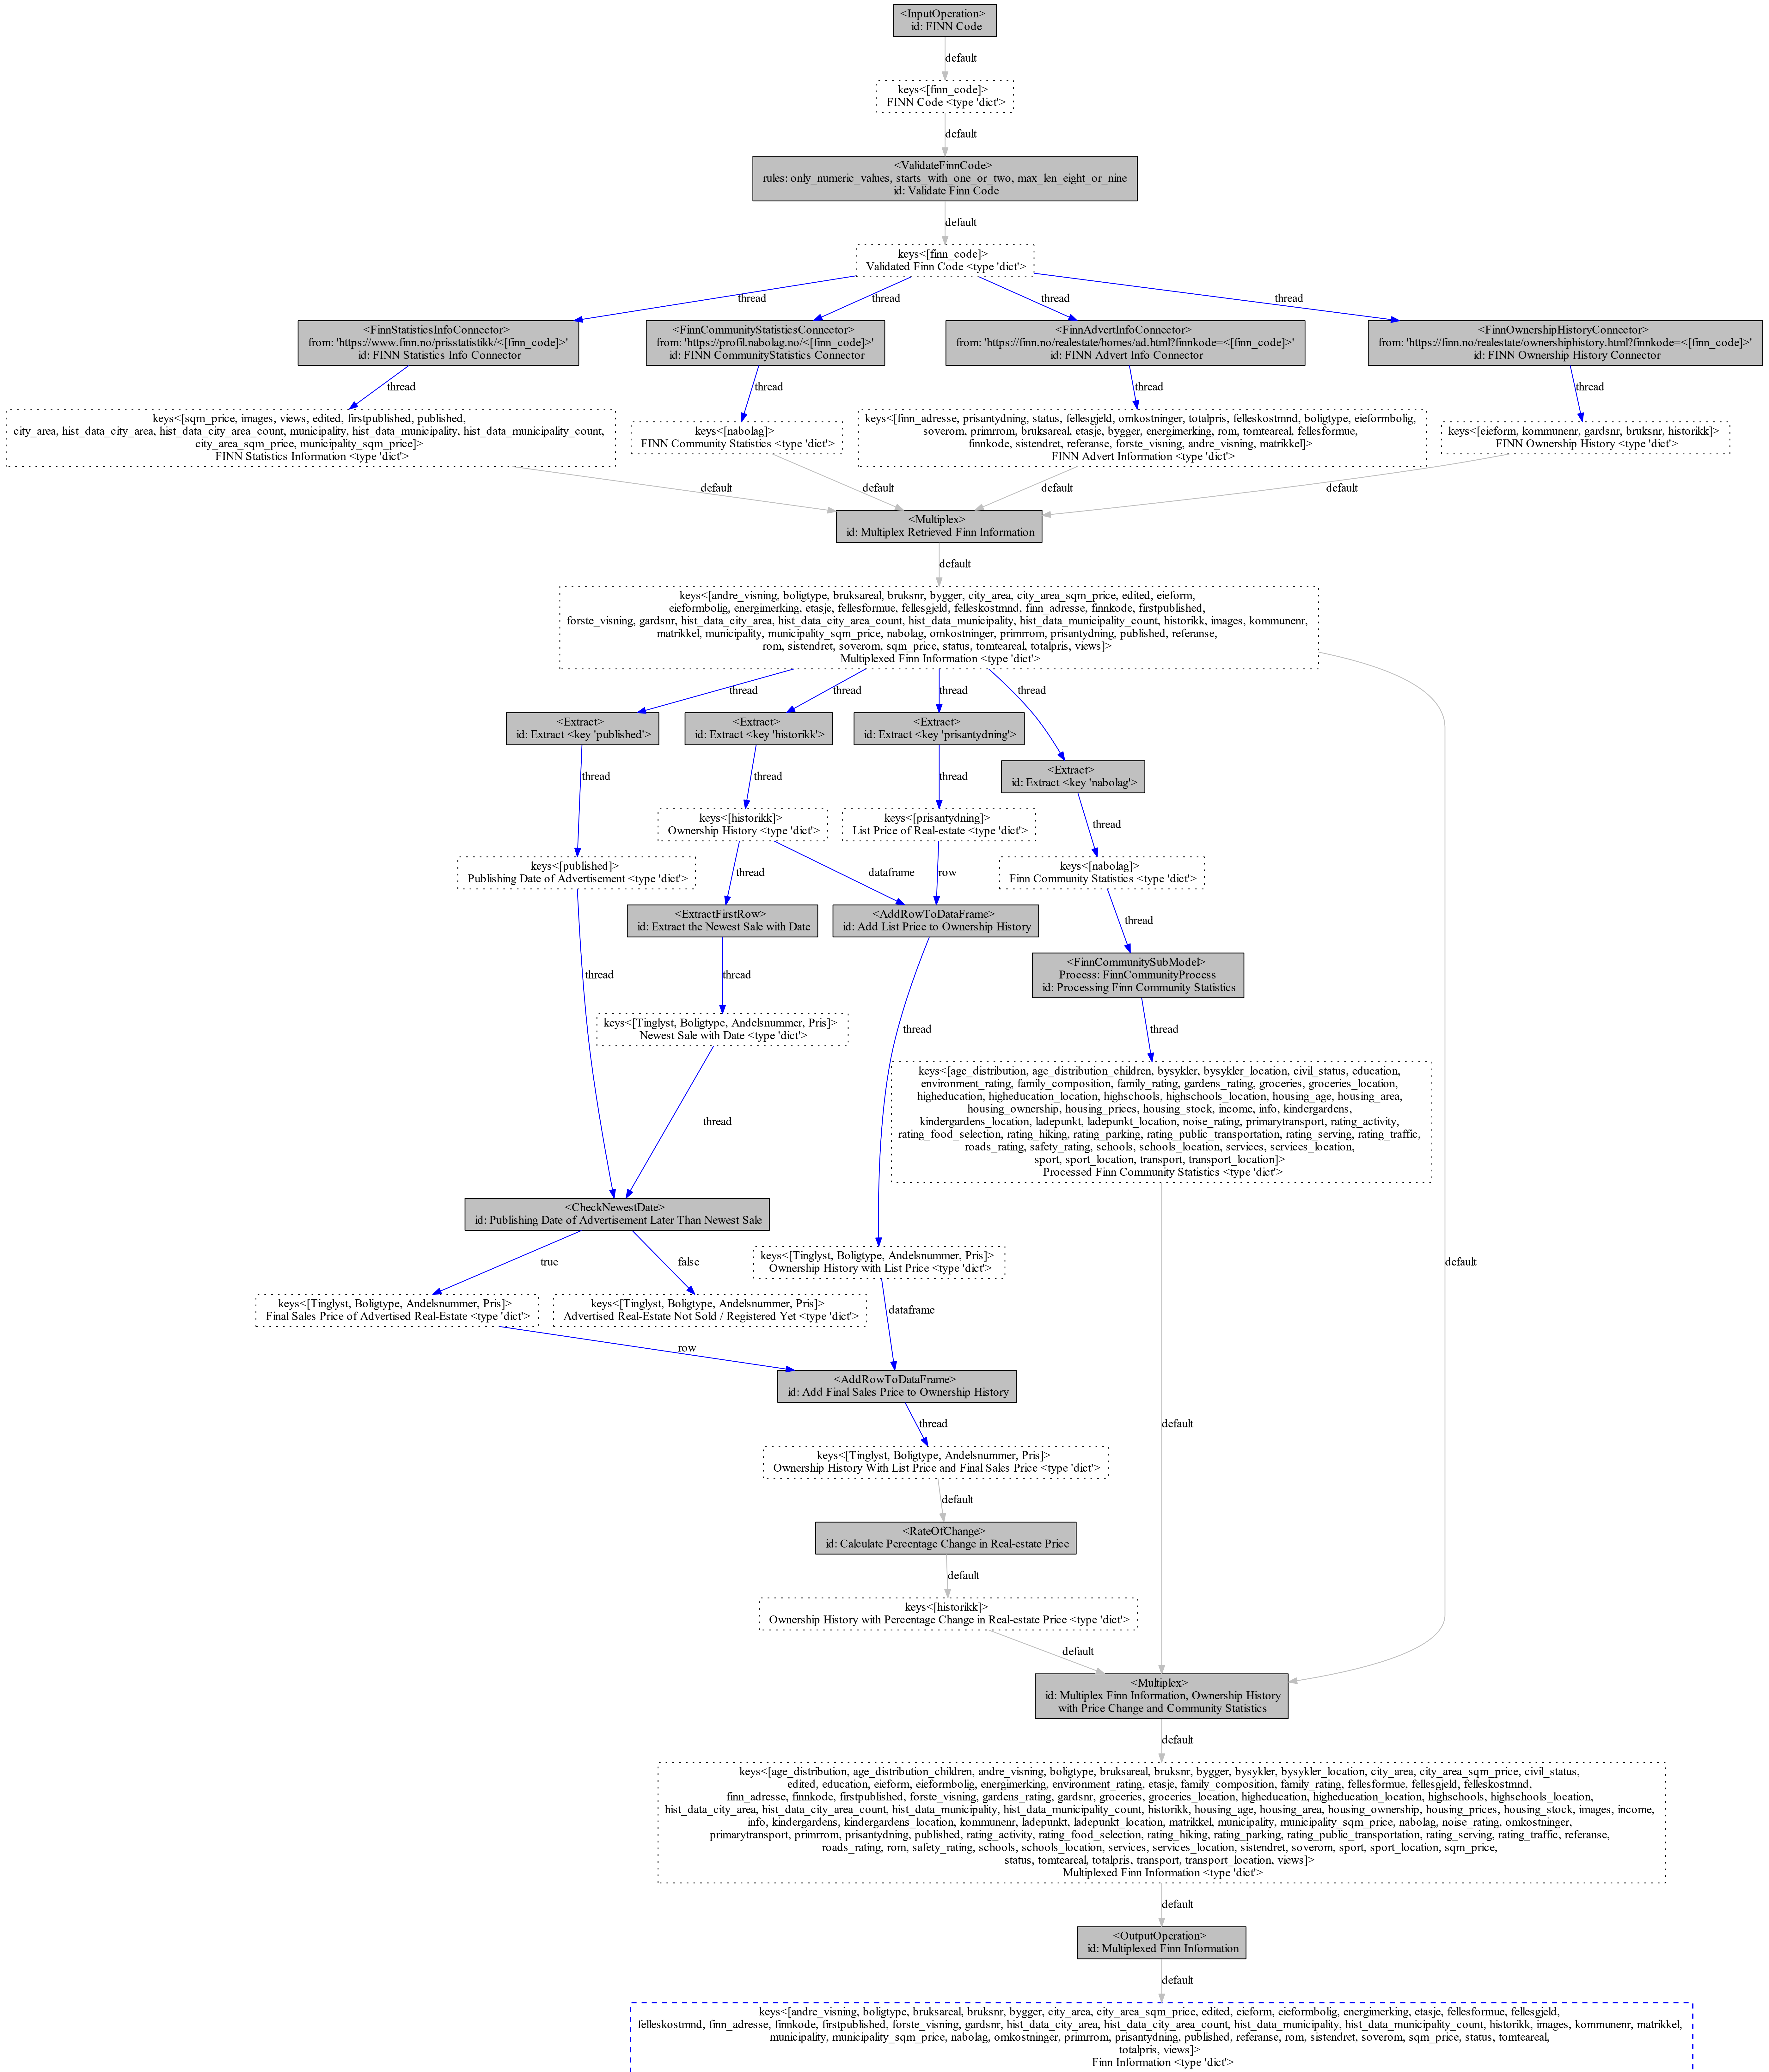 <InputOperation>
id: FINN Code
default
keys<[finn_code]>
FINN Code <type 'dict'>
default
<ValidateFinnCode>
rules: only_numeric_values, starts_with_one_or_two, max_len_eight_or_nine
id: Validate Finn Code
default
keys<[finn_code]>
Validated Finn Code <type 'dict'>
thread
thread
thread
thread
<FinnStatisticsInfoConnector>
from: 'https://www.finn.no/prisstatistikk/<[finn_code]>'
id: FINN Statistics Info Connector
<FinnCommunityStatisticsConnector>
from: 'https://profil.nabolag.no/<[finn_code]>'
id: FINN CommunityStatistics Connector
<FinnAdvertInfoConnector>
from: 'https://finn.no/realestate/homes/ad.html?finnkode=<[finn_code]>'
id: FINN Advert Info Connector
<FinnOwnershipHistoryConnector>
from: 'https://finn.no/realestate/ownershiphistory.html?finnkode=<[finn_code]>'
id: FINN Ownership History Connector
thread
thread
thread
thread
keys<[sqm_price, images, views, edited, firstpublished, published,
city_area, hist_data_city_area, hist_data_city_area_count, municipality, hist_data_municipality, hist_data_municipality_count,
city_area_sqm_price, municipality_sqm_price]>
FINN Statistics Information <type 'dict'>
keys<[nabolag]>
FINN Community Statistics <type 'dict'>
keys<[finn_adresse, prisantydning, status, fellesgjeld, omkostninger, totalpris, felleskostmnd, boligtype, eieformbolig,
soverom, primrrom, bruksareal, etasje, bygger, energimerking, rom, tomteareal, fellesformue,
finnkode, sistendret, referanse, forste_visning, andre_visning, matrikkel]>
FINN Advert Information <type 'dict'>
keys<[eieform, kommunenr, gardsnr, bruksnr, historikk]>
FINN Ownership History <type 'dict'>
default
default
default
default
<Multiplex>
id: Multiplex Retrieved Finn Information
default
keys<[andre_visning, boligtype, bruksareal, bruksnr, bygger, city_area, city_area_sqm_price, edited, eieform,
eieformbolig, energimerking, etasje, fellesformue, fellesgjeld, felleskostmnd, finn_adresse, finnkode, firstpublished,
forste_visning, gardsnr, hist_data_city_area, hist_data_city_area_count, hist_data_municipality, hist_data_municipality_count, historikk, images, kommunenr,
matrikkel, municipality, municipality_sqm_price, nabolag, omkostninger, primrrom, prisantydning, published, referanse,
rom, sistendret, soverom, sqm_price, status, tomteareal, totalpris, views]>
Multiplexed Finn Information <type 'dict'>
thread
thread
thread
thread
<Extract>
id: Extract <key 'published'>
<Extract>
id: Extract <key 'historikk'>
<Extract>
id: Extract <key 'prisantydning'>
<Extract>
id: Extract <key 'nabolag'>
thread
thread
thread
thread
keys<[historikk]>
Ownership History <type 'dict'>
keys<[prisantydning]>
List Price of Real-estate <type 'dict'>
keys<[published]>
Publishing Date of Advertisement <type 'dict'>
keys<[nabolag]>
Finn Community Statistics <type 'dict'>
thread
dataframe
row
thread
<ExtractFirstRow>
id: Extract the Newest Sale with Date
<AddRowToDataFrame>
id: Add List Price to Ownership History
<FinnCommunitySubModel>
Process: FinnCommunityProcess
id: Processing Finn Community Statistics
thread
thread
thread
thread
keys<[Tinglyst, Boligtype, Andelsnummer, Pris]>
Newest Sale with Date <type 'dict'>
keys<[age_distribution, age_distribution_children, bysykler, bysykler_location, civil_status, education,
environment_rating, family_composition, family_rating, gardens_rating, groceries, groceries_location,
higheducation, higheducation_location, highschools, highschools_location, housing_age, housing_area,
housing_ownership, housing_prices, housing_stock, income, info, kindergardens,
kindergardens_location, ladepunkt, ladepunkt_location, noise_rating, primarytransport, rating_activity,
rating_food_selection, rating_hiking, rating_parking, rating_public_transportation, rating_serving, rating_traffic,
roads_rating, safety_rating, schools, schools_location, services, services_location,
sport, sport_location, transport, transport_location]>
Processed Finn Community Statistics <type 'dict'>
thread
<CheckNewestDate>
id: Publishing Date of Advertisement Later Than Newest Sale
true
false
default
keys<[Tinglyst, Boligtype, Andelsnummer, Pris]>
Ownership History with List Price <type 'dict'>
keys<[Tinglyst, Boligtype, Andelsnummer, Pris]>
Final Sales Price of Advertised Real-Estate <type 'dict'>
keys<[Tinglyst, Boligtype, Andelsnummer, Pris]>
Advertised Real-Estate Not Sold / Registered Yet <type 'dict'>
dataframe
row
<AddRowToDataFrame>
id: Add Final Sales Price to Ownership History
thread
default
keys<[Tinglyst, Boligtype, Andelsnummer, Pris]>
Ownership History With List Price and Final Sales Price <type 'dict'>
default
<RateOfChange>
id: Calculate Percentage Change in Real-estate Price
default
keys<[historikk]>
Ownership History with Percentage Change in Real-estate Price <type 'dict'>
default
<Multiplex>
id: Multiplex Finn Information, Ownership History
with Price Change and Community Statistics
default
keys<[age_distribution, age_distribution_children, andre_visning, boligtype, bruksareal, bruksnr, bygger, bysykler, bysykler_location, city_area, city_area_sqm_price, civil_status,
edited, education, eieform, eieformbolig, energimerking, environment_rating, etasje, family_composition, family_rating, fellesformue, fellesgjeld, felleskostmnd,
finn_adresse, finnkode, firstpublished, forste_visning, gardens_rating, gardsnr, groceries, groceries_location, higheducation, higheducation_location, highschools, highschools_location,
hist_data_city_area, hist_data_city_area_count, hist_data_municipality, hist_data_municipality_count, historikk, housing_age, housing_area, housing_ownership, housing_prices, housing_stock, images, income,
info, kindergardens, kindergardens_location, kommunenr, ladepunkt, ladepunkt_location, matrikkel, municipality, municipality_sqm_price, nabolag, noise_rating, omkostninger,
primarytransport, primrrom, prisantydning, published, rating_activity, rating_food_selection, rating_hiking, rating_parking, rating_public_transportation, rating_serving, rating_traffic, referanse,
roads_rating, rom, safety_rating, schools, schools_location, services, services_location, sistendret, soverom, sport, sport_location, sqm_price,
status, tomteareal, totalpris, transport, transport_location, views]>
Multiplexed Finn Information <type 'dict'>
default
<OutputOperation>
id: Multiplexed Finn Information
default
keys<[andre_visning, boligtype, bruksareal, bruksnr, bygger, city_area, city_area_sqm_price, edited, eieform, eieformbolig, energimerking, etasje, fellesformue, fellesgjeld,
felleskostmnd, finn_adresse, finnkode, firstpublished, forste_visning, gardsnr, hist_data_city_area, hist_data_city_area_count, hist_data_municipality, hist_data_municipality_count, historikk, images, kommunenr, matrikkel,
municipality, municipality_sqm_price, nabolag, omkostninger, primrrom, prisantydning, published, referanse, rom, sistendret, soverom, sqm_price, status, tomteareal,
totalpris, views]>
Finn Information <type 'dict'>